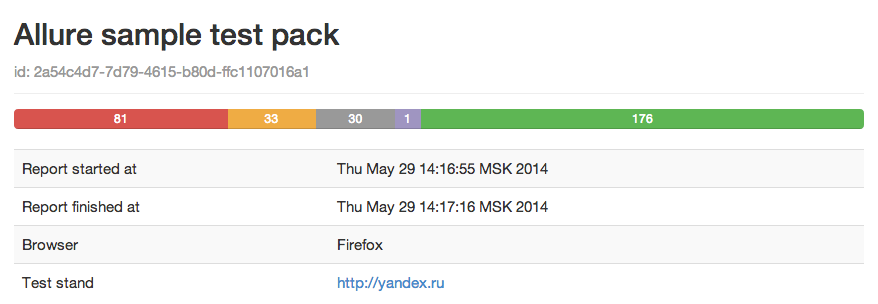 Allure sample test pack
id: 2a54c4d7-7d79-4615-b80d-ffc1107016a1
81 33 30 1 176
Report started at Thu May 29 14:16:55 MSK 2014
Report finished at Thu May 29 14:17:16 MSK 2014
Browser Firefox
Test stand http://yandex.ru